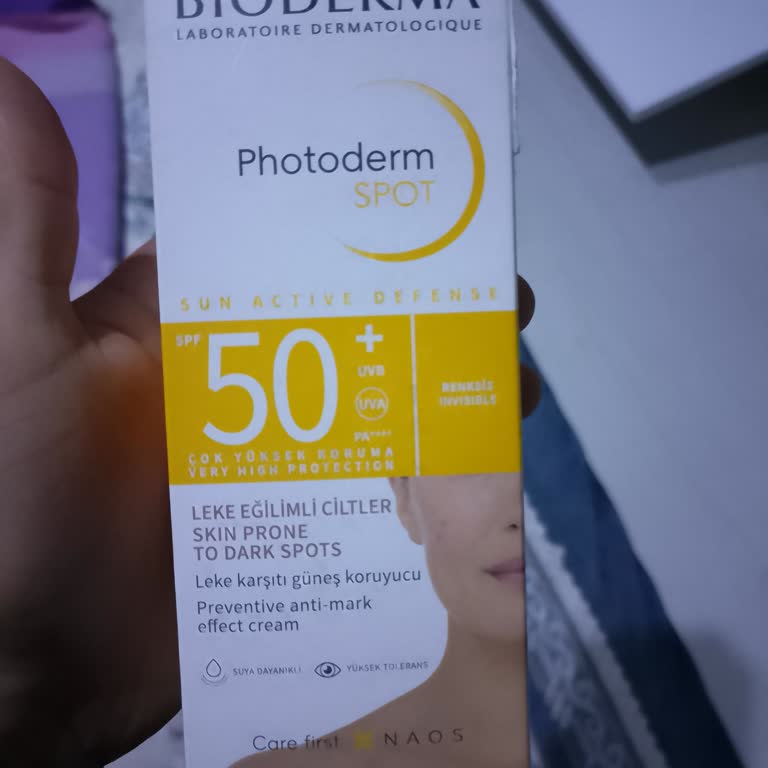 BIODERMA
LABORATOIRE DERMATOLOGIQUE
Photoderm
SPOT
SUN ACTIVE DEFENSE
SPF 50+
UVB
UVA
PA++++
RENKSİZ
INVISIBLE
ÇOK YÜKSEK KORUMA
VERY HIGH PROTECTION
LEKE EĞİLİMLİ CİLTLER
SKIN PRONE
TO DARK SPOTS
Leke karşıtı güneş koruyucu
Preventive anti-mark
effect cream
SUYA DAYANIKLI
YÜKSEK TOLERANS
Care first NAOS